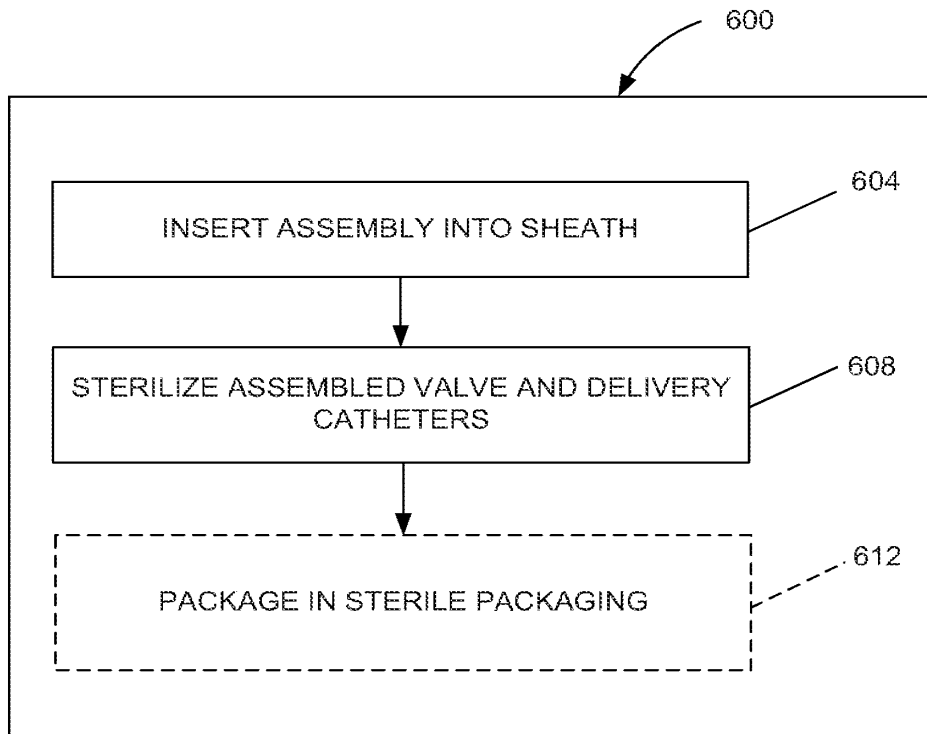 600
604
INSERT ASSEMBLY INTO SHEATH
608
STERILIZE ASSEMBLED VALVE AND DELIVERY
CATHETERS
612
PACKAGE IN STERILE PACKAGING